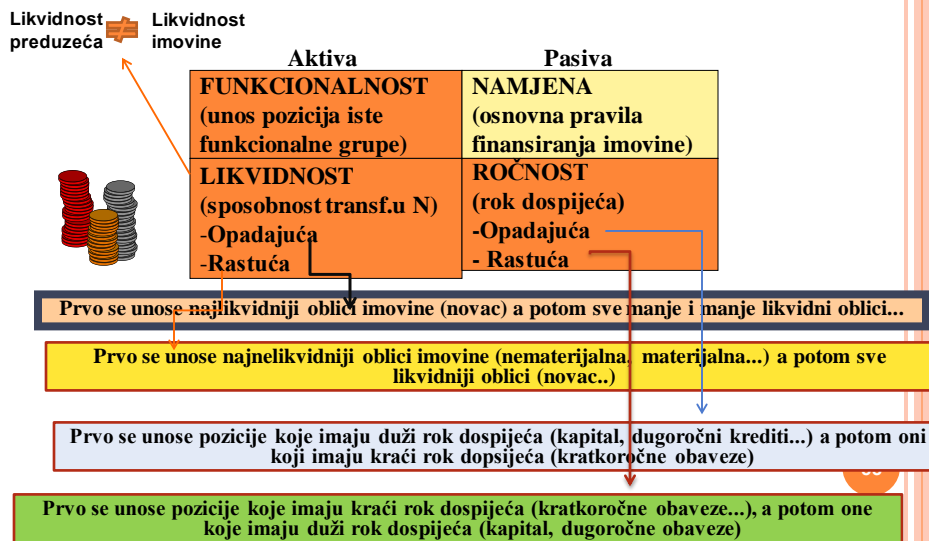 Likvidnost
preduzeća
Likvidnost
imovine
Aktiva
Pasiva
FUNKCIONALNOST
(unos pozicija iste
funkcionalne grupe)
NAMJENA
(osnovna pravila
finansiranja imovine)
LIKVIDNOST
(sposobnost transf.u N)
-Opadajuća
-Rastuća
ROČNOST
(rok dospijeća)
-Opadajuća
- Rastuća
Prvo se unose najlikvidniji oblici imovine (novac) a potom sve manje i manje likvidni oblici...
Prvo se unose najnelikvidniji oblici imovine (nematerijalna, materijalna...) a potom sve
likvidniji oblici (novac..)
Prvo se unose pozicije koje imaju duži rok dospijeća (kapital, dugoročni krediti...) a potom oni
koji imaju kraći rok dopsijeća (kratkoročne obaveze)
Prvo se unose pozicije koje imaju kraći rok dospijeća (kratkoročne obaveze...), a potom one
koje imaju duži rok dospijeća (kapital, dugoročne obaveze)